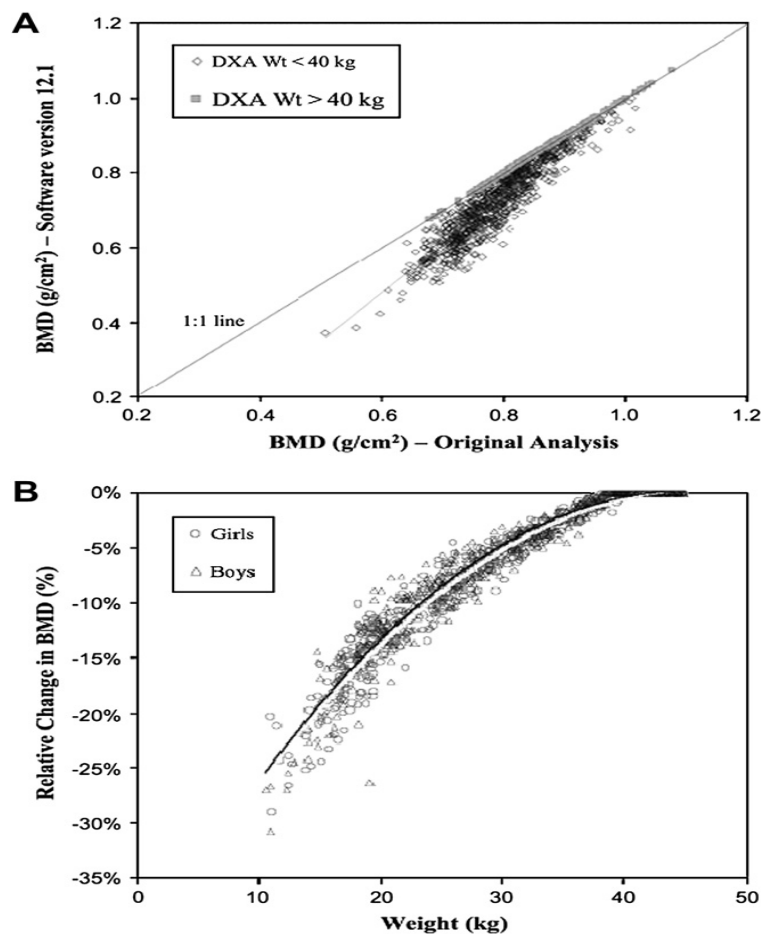 A
1.2
1.0
0.8
0.6
0.4
0.2
BMD (g/cm²) – Software version 12.1
DXA Wt < 40 kg
DXA Wt > 40 kg
1:1 line
0.2 0.4 0.6 0.8 1.0 1.2
BMD (g/cm²) – Original Analysis
B
0%
-5%
-10%
-15%
-20%
-25%
-30%
-35%
Relative Change in BMD (%)
Girls
Boys
0 10 20 30 40 50
Weight (kg)